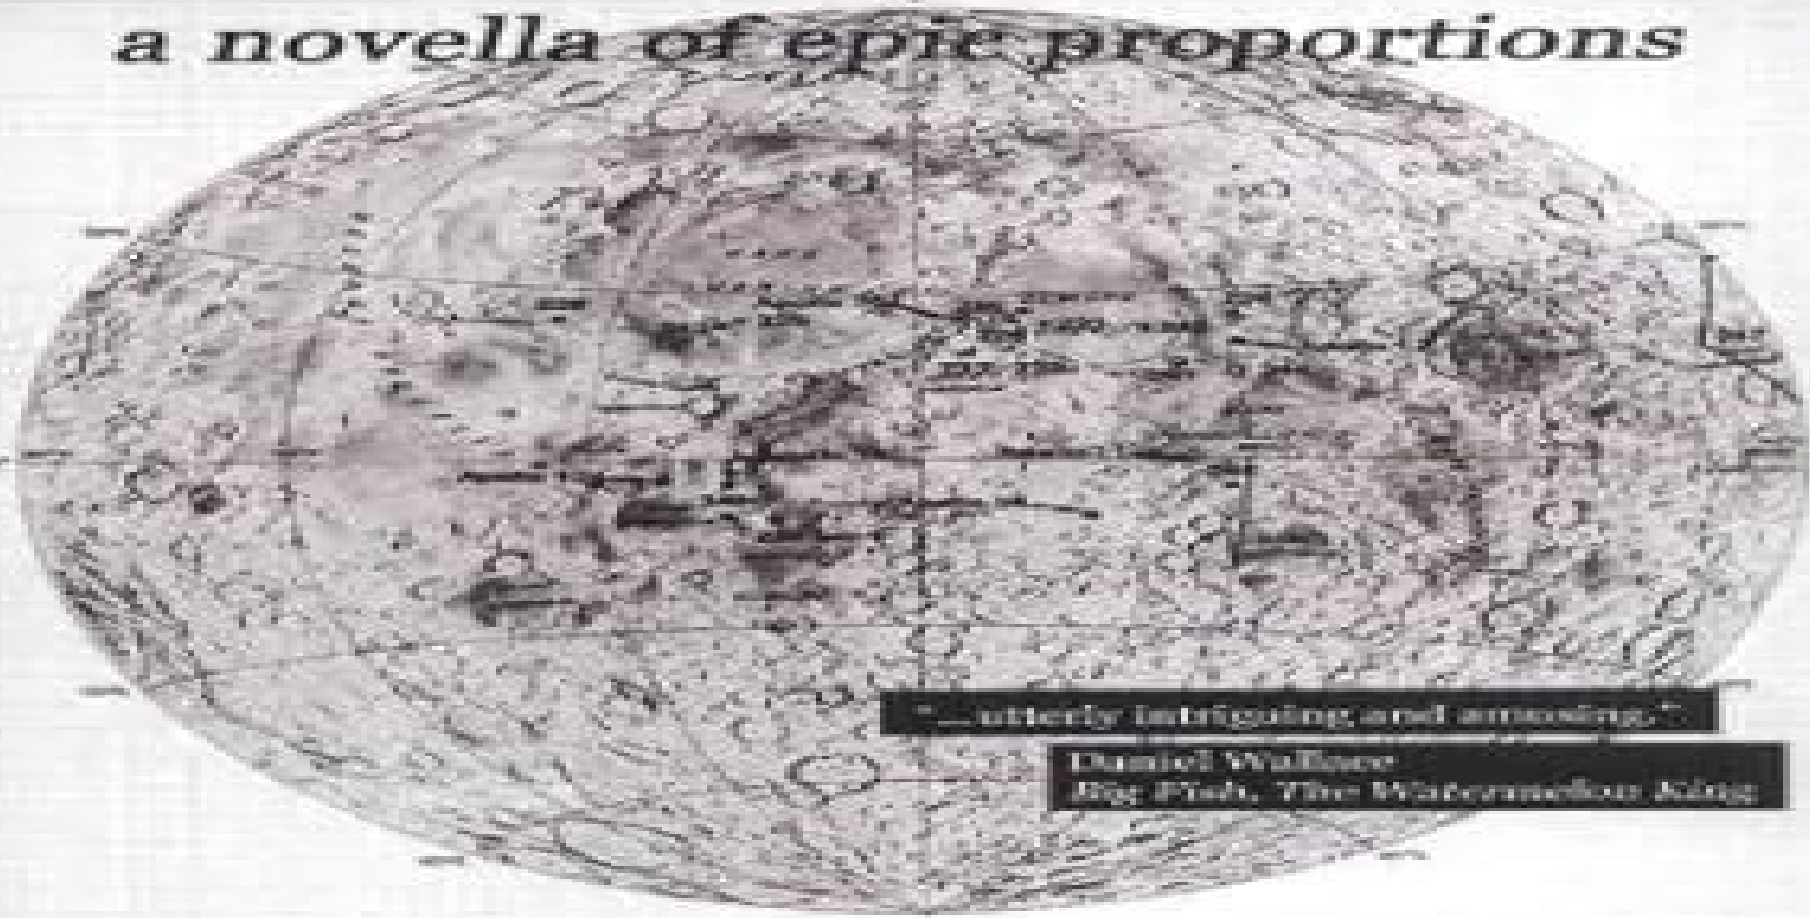 a novella of epic proportions
"...utterly intriguing and amusing."
Daniel Wallace
Big Fish, The Watermelon King